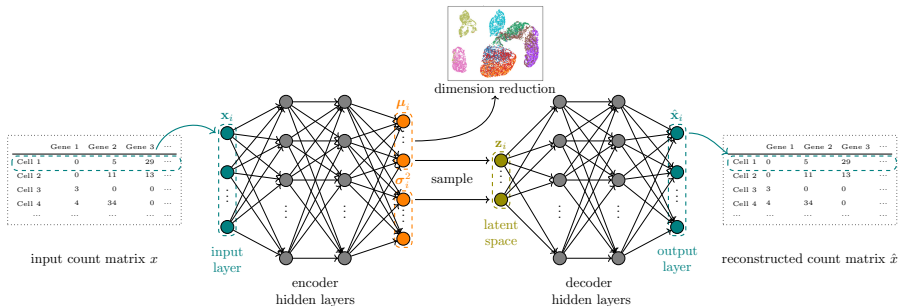 dimension reduction
x_i
μ_i
x̂_i
z_i
σ_i^2
Gene 1 Gene 2 Gene 3 ...
Cell 1 0 5 29
Cell 2 0 11 13 ...
Cell 3 3 0 0 ...
Cell 4 4 34 0 ...
... ... ... ...
sample
Gene 1 Gene 2 Gene 3 ...
Cell 1 0 5 29
Cell 2 0 11 13 ...
Cell 3 3 0 0 ...
Cell 4 4 34 0 ...
... ... ... ...
latent
space
input
layer
output
layer
input count matrix x
reconstructed count matrix x̂
encoder
hidden layers
decoder
hidden layers